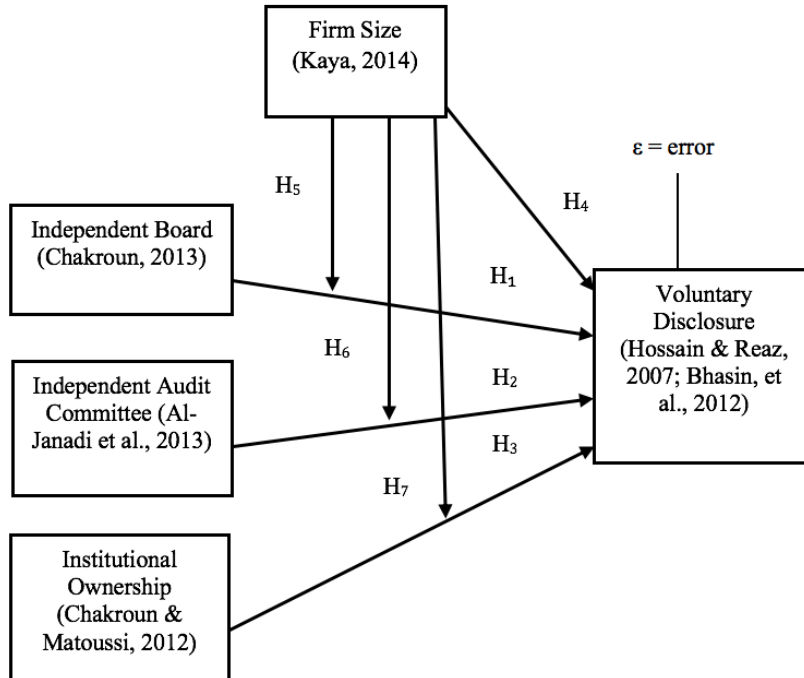 Firm Size
(Kaya, 2014)
ε = error
H₅
H₄
Independent Board
(Chakroun, 2013)
H₁
Voluntary
Disclosure
(Hossain & Reaz,
2007; Bhasin, et
al., 2012)
H₆
Independent Audit
Committee (Al-
Janadi et al., 2013)
H₂
H₃
H₇
Institutional
Ownership
(Chakroun &
Matoussi, 2012)